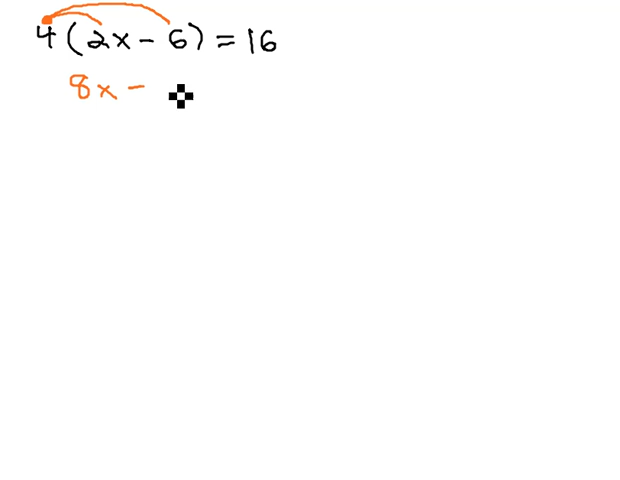 4(2x - 6) = 16
8x -